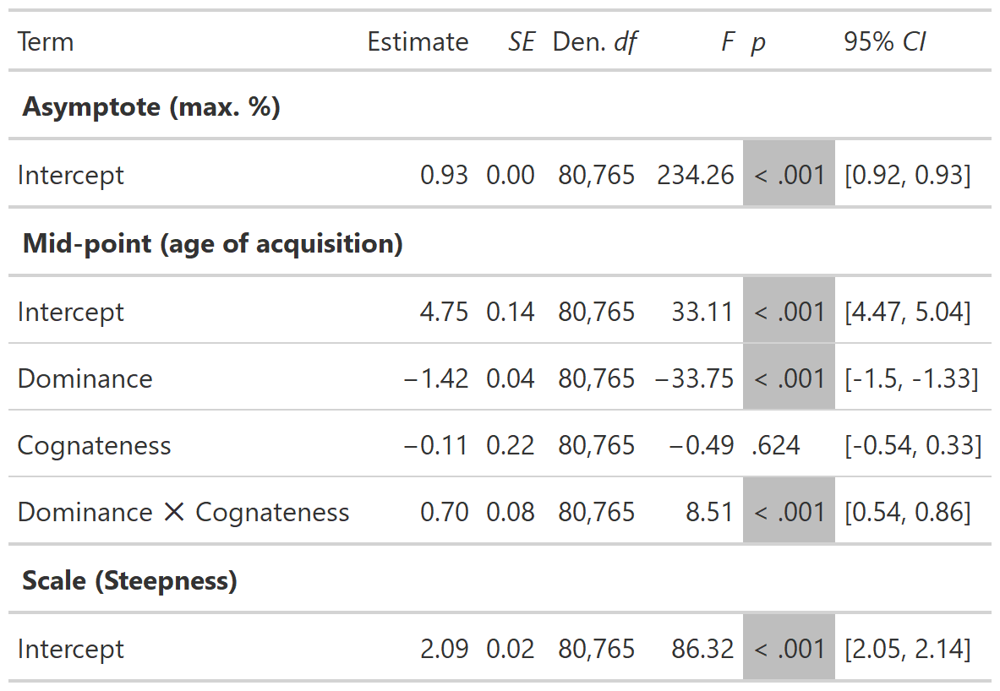 Term Estimate SE Den. df F p 95% CI
Asymptote (max. %)
Intercept 0.93 0.00 80,765 234.26 < .001 [0.92, 0.93]
Mid-point (age of acquisition)
Intercept 4.75 0.14 80,765 33.11 < .001 [4.47, 5.04]
Dominance −1.42 0.04 80,765 −33.75 < .001 [-1.5, -1.33]
Cognateness −0.11 0.22 80,765 −0.49 .624 [-0.54, 0.33]
Dominance × Cognateness 0.70 0.08 80,765 8.51 < .001 [0.54, 0.86]
Scale (Steepness)
Intercept 2.09 0.02 80,765 86.32 < .001 [2.05, 2.14]